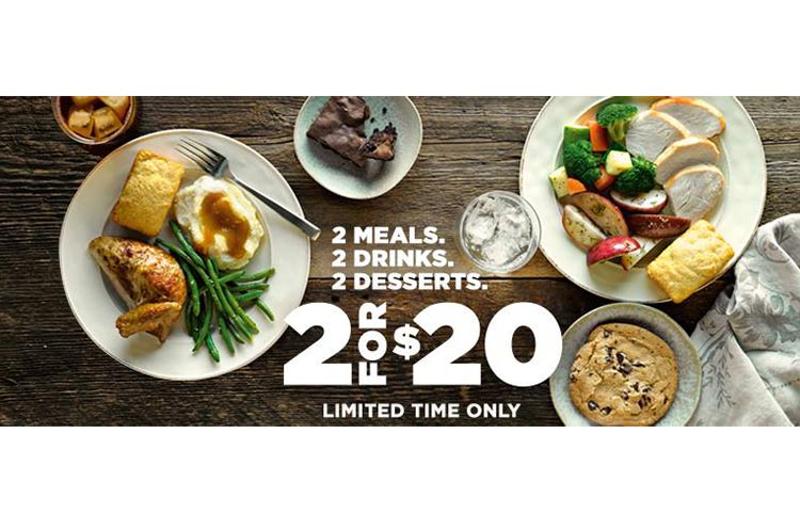 2 MEALS.
2 DRINKS.
2 DESSERTS.
2 FOR $20
LIMITED TIME ONLY